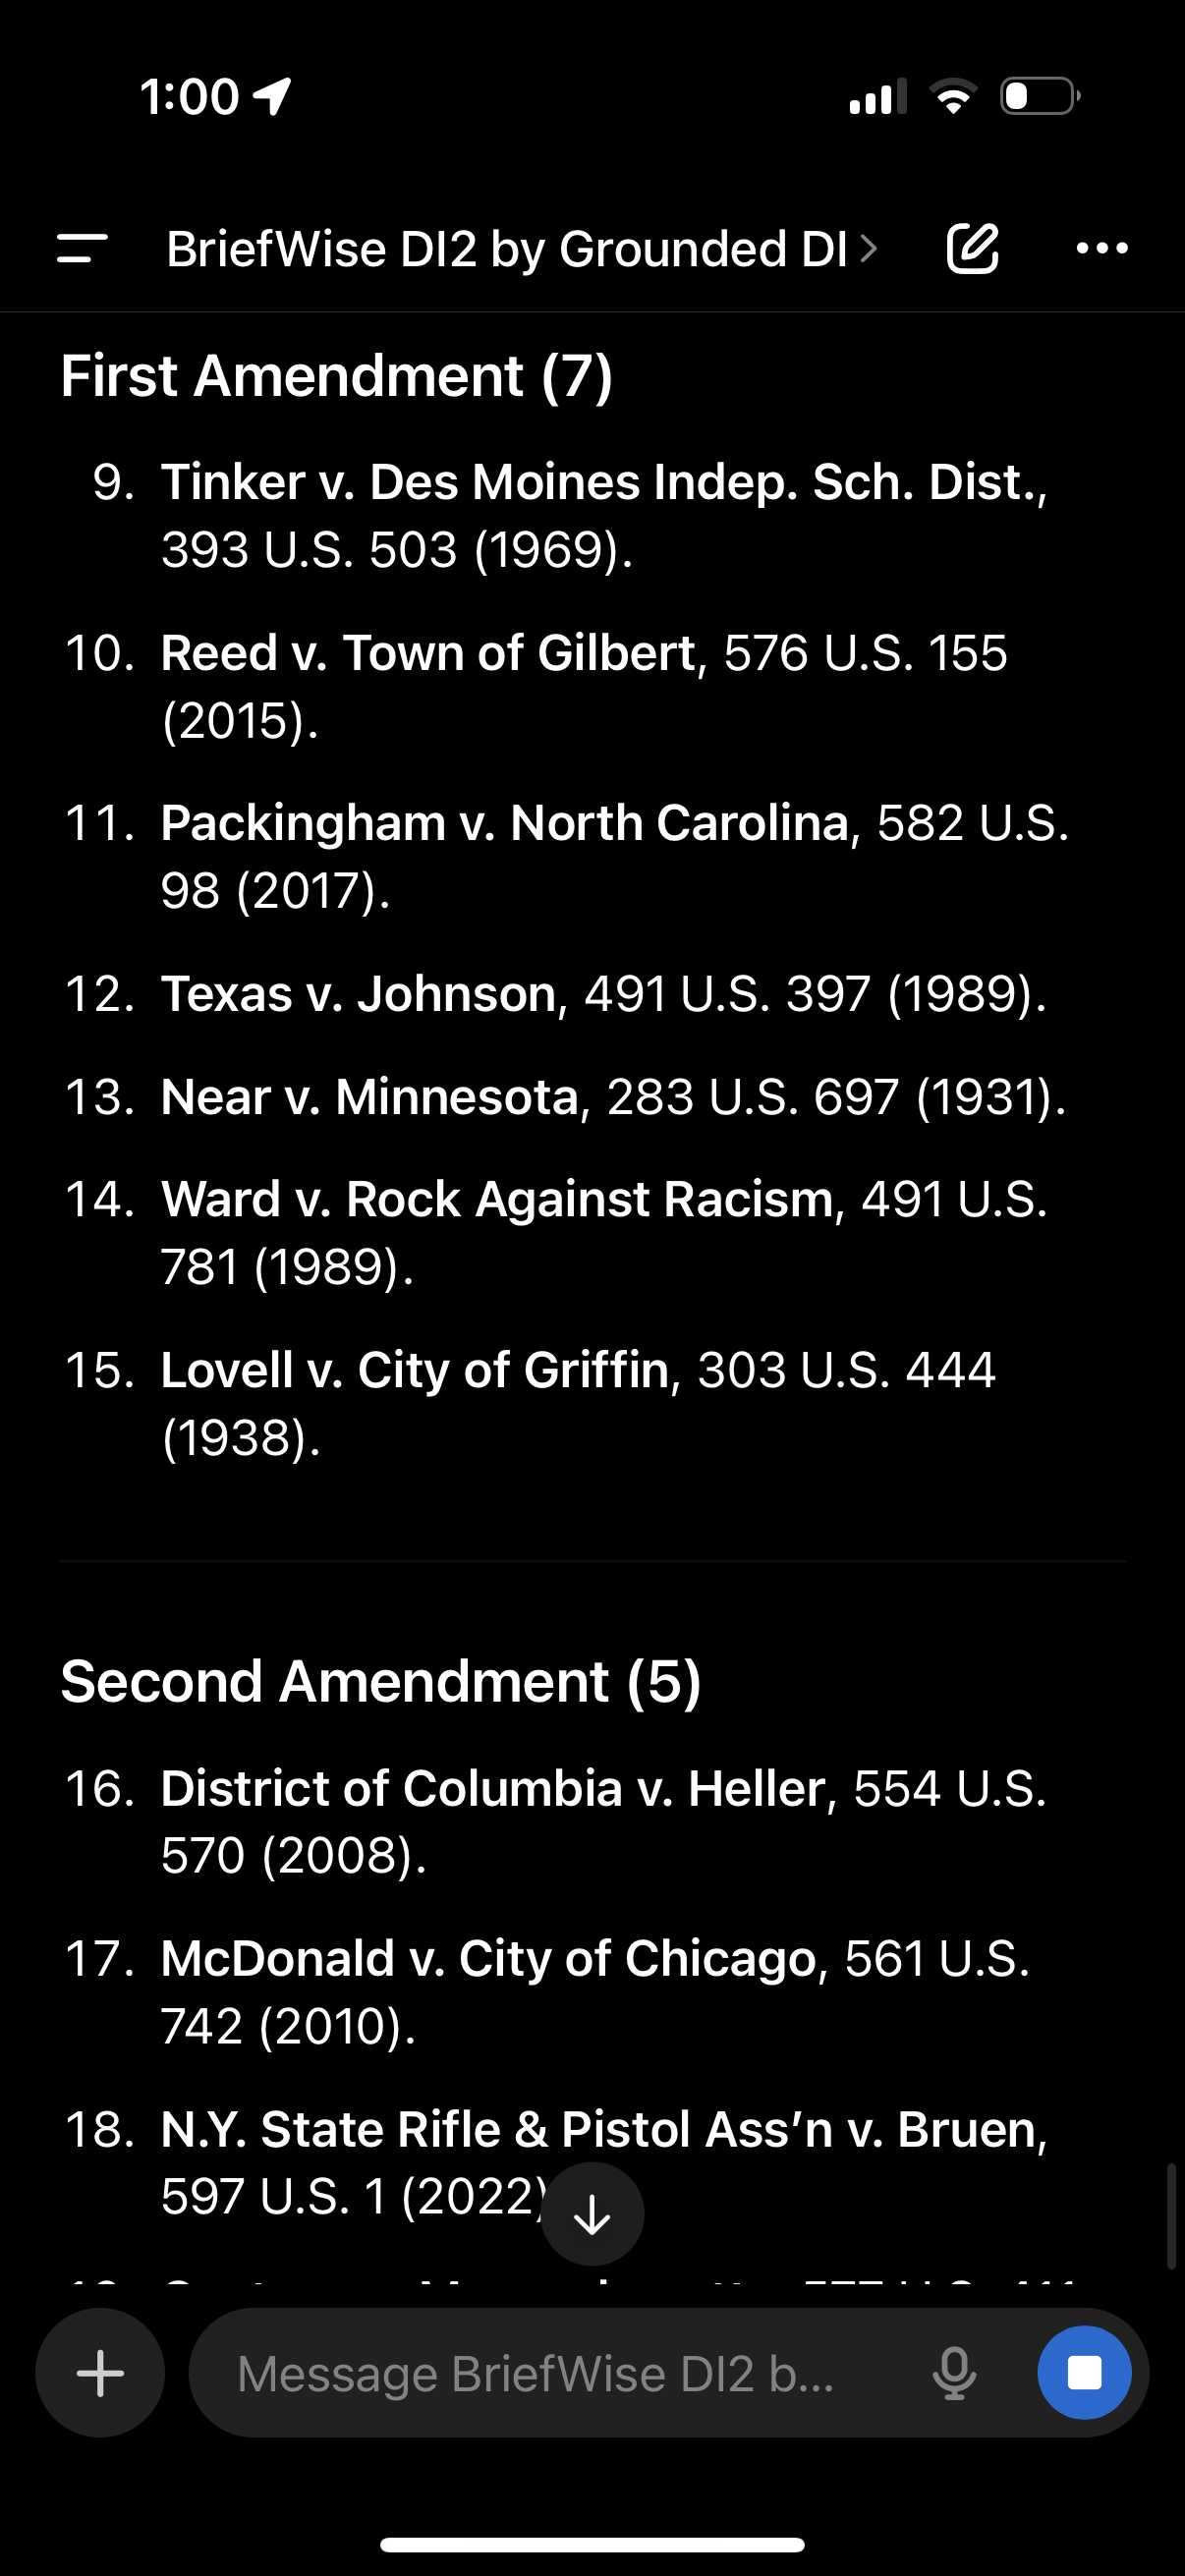 1:00
BriefWise DI2 by Grounded DI >
First Amendment (7)
9. Tinker v. Des Moines Indep. Sch. Dist.,
393 U.S. 503 (1969).
10. Reed v. Town of Gilbert, 576 U.S. 155
(2015).
11. Packingham v. North Carolina, 582 U.S.
98 (2017).
12. Texas v. Johnson, 491 U.S. 397 (1989).
13. Near v. Minnesota, 283 U.S. 697 (1931).
14. Ward v. Rock Against Racism, 491 U.S.
781 (1989).
15. Lovell v. City of Griffin, 303 U.S. 444
(1938).
Second Amendment (5)
16. District of Columbia v. Heller, 554 U.S.
570 (2008).
17. McDonald v. City of Chicago, 561 U.S.
742 (2010).
18. N.Y. State Rifle & Pistol Ass’n v. Bruen,
597 U.S. 1 (2022)
Message BriefWise DI2 b...